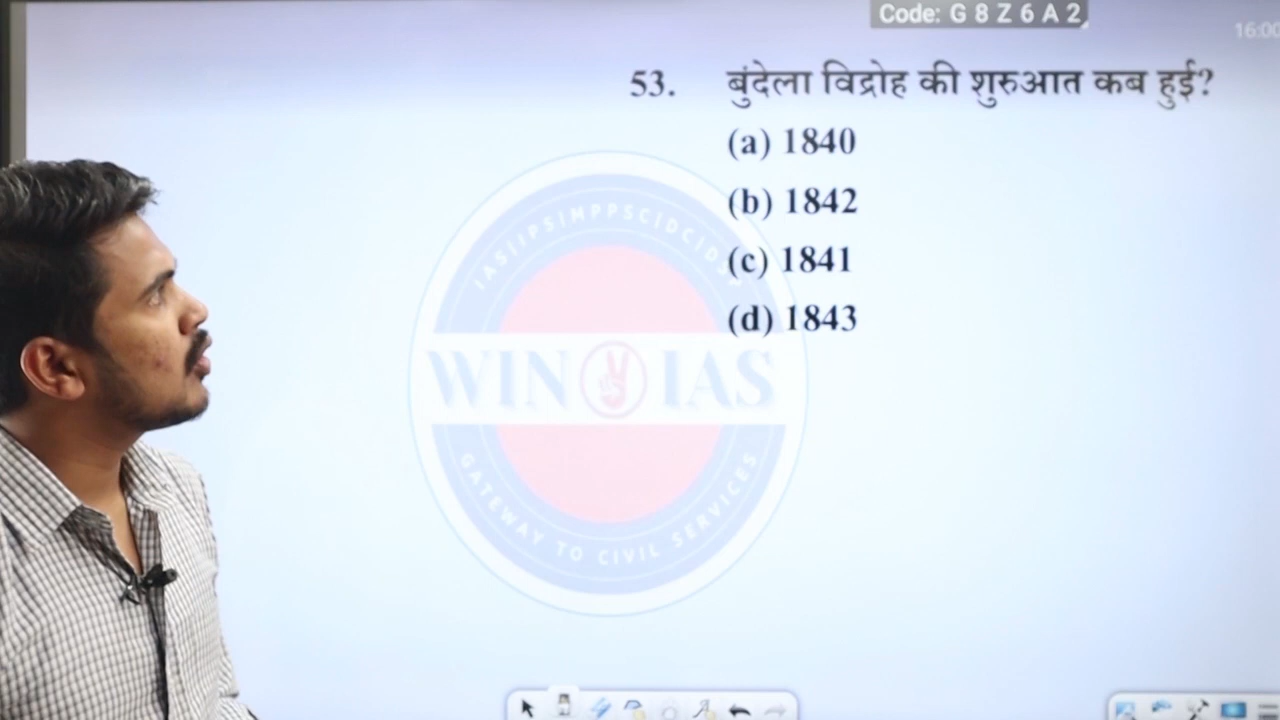 Code: G 8 Z 6 A 2
16:00
53. बुंदेला विद्रोह की शुरुआत कब हुई?
(a) 1840
(b) 1842
(c) 1841
(d) 1843
IAS|IPS|MPPSC|DC|DS
WIN IAS
GATEWAY TO CIVIL SERVICES